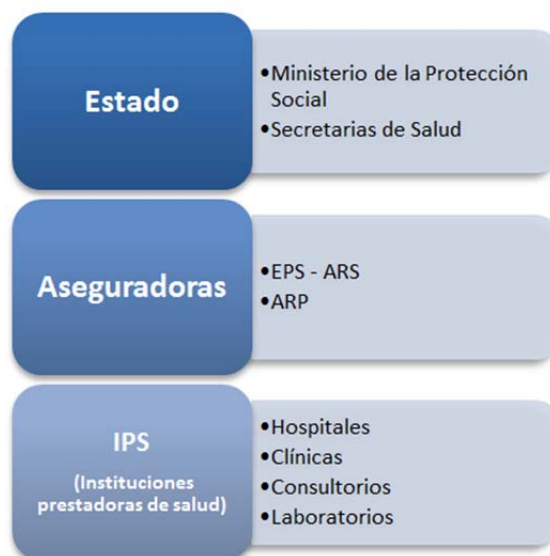 Estado
•Ministerio de la Protección
Social
•Secretarias de Salud
Aseguradoras
•EPS - ARS
•ARP
IPS
(Instituciones
prestadoras de salud)
•Hospitales
•Clínicas
•Consultorios
•Laboratorios